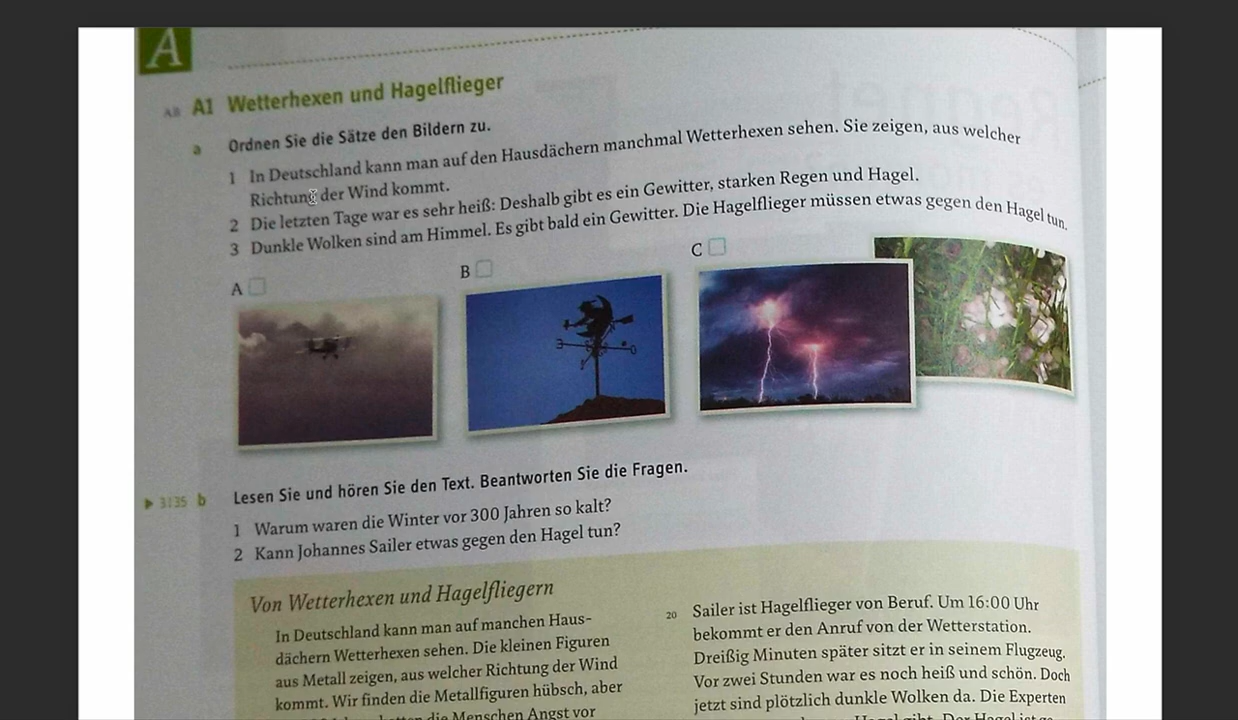 A
A8 A1 Wetterhexen und Hagelflieger
a Ordnen Sie die Sätze den Bildern zu.
1 In Deutschland kann man auf den Hausdächern manchmal Wetterhexen sehen. Sie zeigen, aus welcher
Richtung der Wind kommt.
2 Die letzten Tage war es sehr heiß: Deshalb gibt es ein Gewitter, starken Regen und Hagel.
3 Dunkle Wolken sind am Himmel. Es gibt bald ein Gewitter. Die Hagelflieger müssen etwas gegen den Hagel tun.
A
B
C
3|35 b Lesen Sie und hören Sie den Text. Beantworten Sie die Fragen.
1 Warum waren die Winter vor 300 Jahren so kalt?
2 Kann Johannes Sailer etwas gegen den Hagel tun?
Von Wetterhexen und Hagelfliegern
In Deutschland kann man auf manchen Haus-
dächern Wetterhexen sehen. Die kleinen Figuren
aus Metall zeigen, aus welcher Richtung der Wind
kommt. Wir finden die Metallfiguren hübsch, aber
die Menschen Angst vor
20 Sailer ist Hagelflieger von Beruf. Um 16:00 Uhr
bekommt er den Anruf von der Wetterstation.
Dreißig Minuten später sitzt er in seinem Flugzeug.
Vor zwei Stunden war es noch heiß und schön. Doch
jetzt sind plötzlich dunkle Wolken da. Die Experten